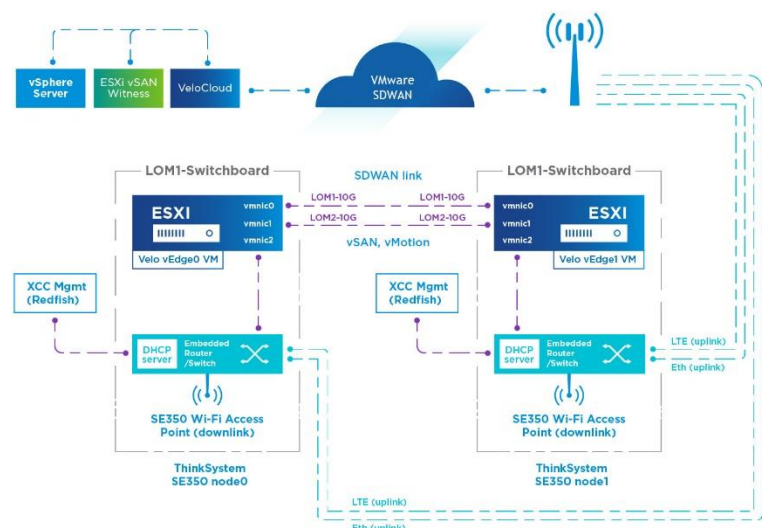 vSphere
Server
ESXi vSAN
Witness
VeloCloud
VMware
SDWAN
LOM1-Switchboard
SDWAN link
LOM1-Switchboard
ESXI
vmnic0
vmnic1
vmnic2
Velo vEdge0 VM
LOM1-10G
LOM1-10G
LOM2-10G
LOM2-10G
vSAN, vMotion
vmnic0
vmnic1
vmnic2
ESXI
Velo vEdge1 VM
XCC Mgmt
(Redfish)
XCC Mgmt
(Redfish)
DHCP
server
Embedded
Router
/Switch
DHCP
server
Embedded
Router
/Switch
LTE (uplink)
Eth (uplink)
SE350 Wi-Fi Access
Point (downlink)
SE350 Wi-Fi Access
Point (downlink)
ThinkSystem
SE350 node0
ThinkSystem
SE350 node1
LTE (uplink)
Eth (uplink)